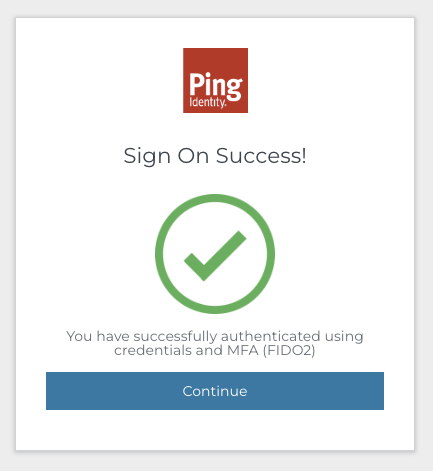 Ping
Identity.
Sign On Success!
You have successfully authenticated using
credentials and MFA (FIDO2)
Continue